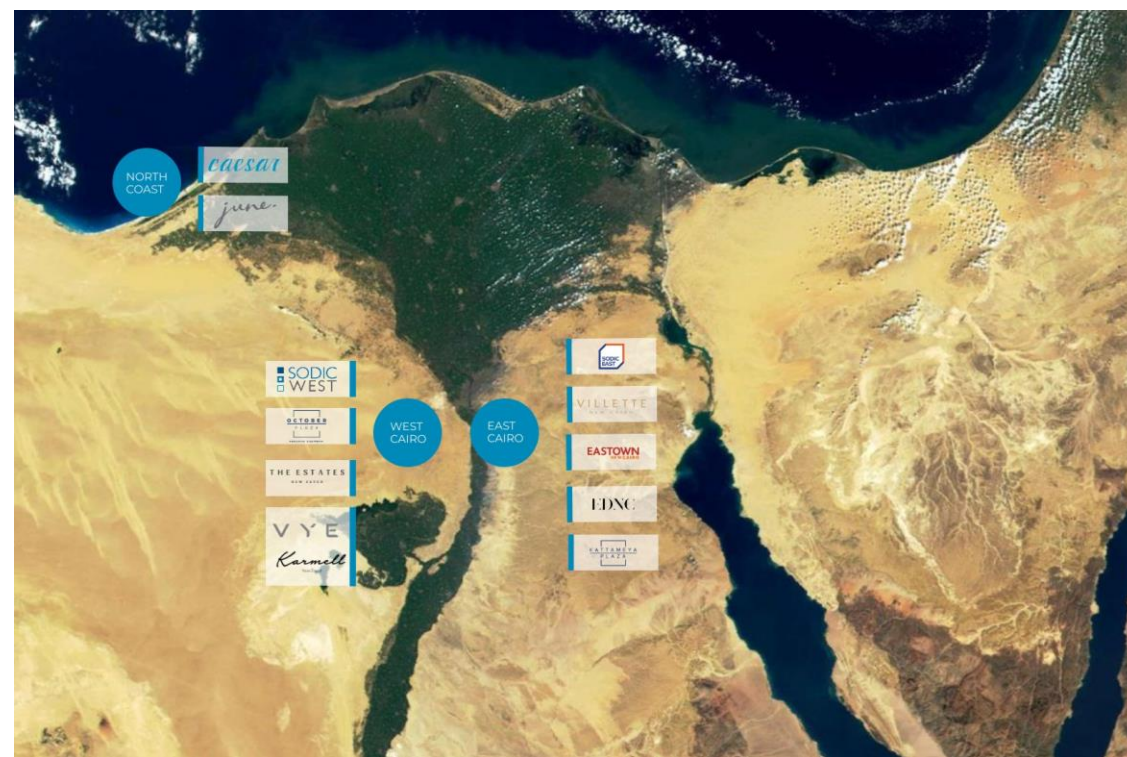 NORTH
COAST
caesar
june.
SODIC
WEST
OCTOBER
PLAZA
THE ESTATES
VYE
Karmell
WEST
CAIRO
EAST
CAIRO
SODIC
EAST
VILLETTE
NEW CAIRO
EASTOWN
NEW CAIRO
EDNC
KATTAMEYA
PLAZA